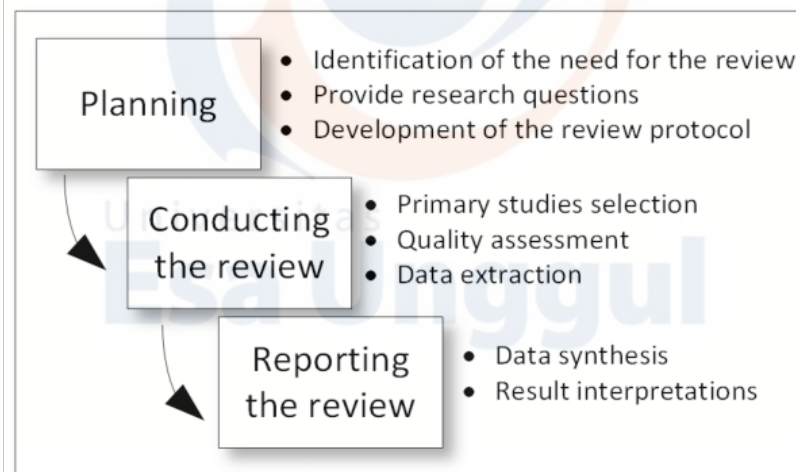 Planning
• Identification of the need for the review
• Provide research questions
• Development of the review protocol
Universitas
Esa Unggul
Conducting
the review
• Primary studies selection
• Quality assessment
• Data extraction
Reporting
the review
• Data synthesis
• Result interpretations